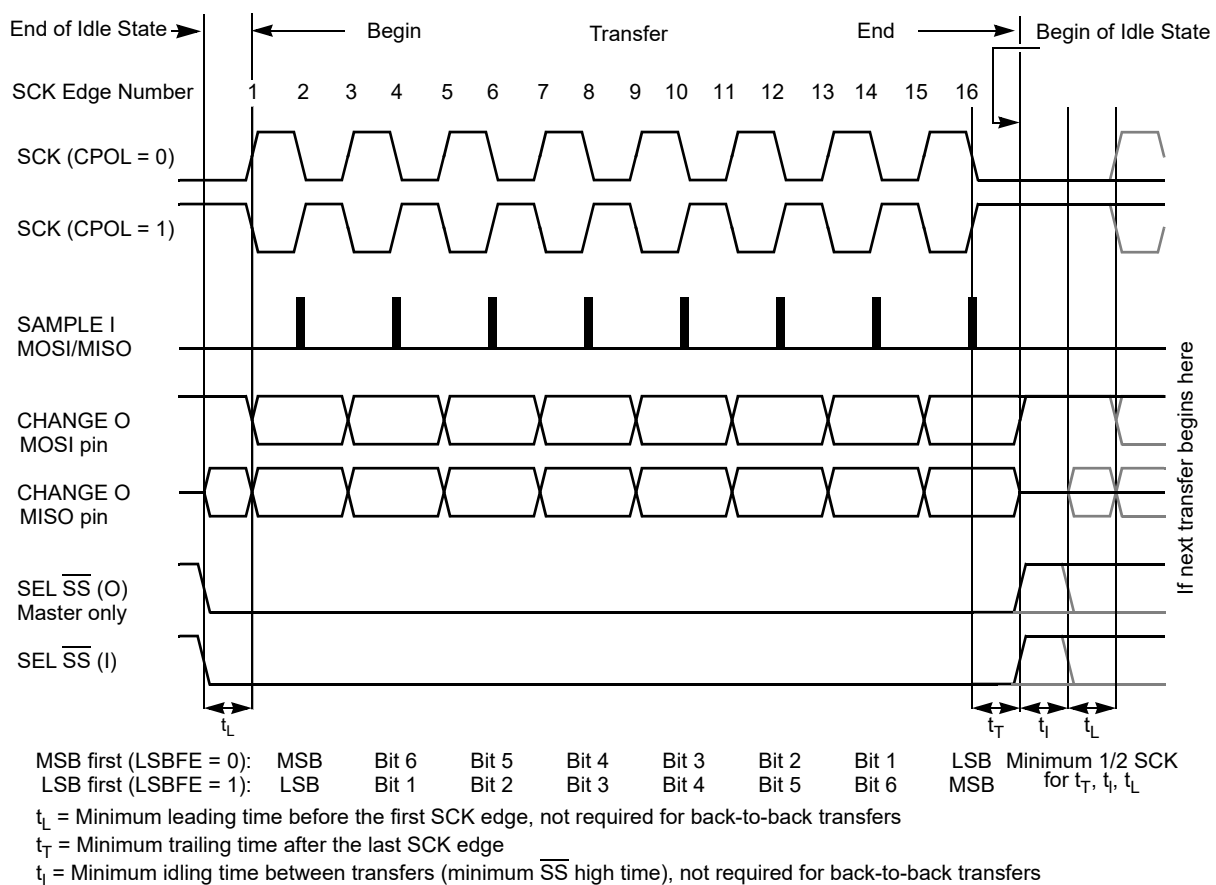 End of Idle State
Begin
Transfer
End
Begin of Idle State
SCK Edge Number
1 2 3 4 5 6 7 8 9 10 11 12 13 14 15 16
SCK (CPOL = 0)
SCK (CPOL = 1)
SAMPLE I
MOSI/MISO
CHANGE O
MOSI pin
CHANGE O
MISO pin
SEL SS (O)
Master only
SEL SS (I)
If next transfer begins here
tL
tT tI tL
MSB first (LSBFE = 0): MSB Bit 6 Bit 5 Bit 4 Bit 3 Bit 2 Bit 1 LSB Minimum 1/2 SCK
LSB first (LSBFE = 1): LSB Bit 1 Bit 2 Bit 3 Bit 4 Bit 5 Bit 6 MSB for tT, tI, tL
tL = Minimum leading time before the first SCK edge, not required for back-to-back transfers
tT = Minimum trailing time after the last SCK edge
tI = Minimum idling time between transfers (minimum SS high time), not required for back-to-back transfers